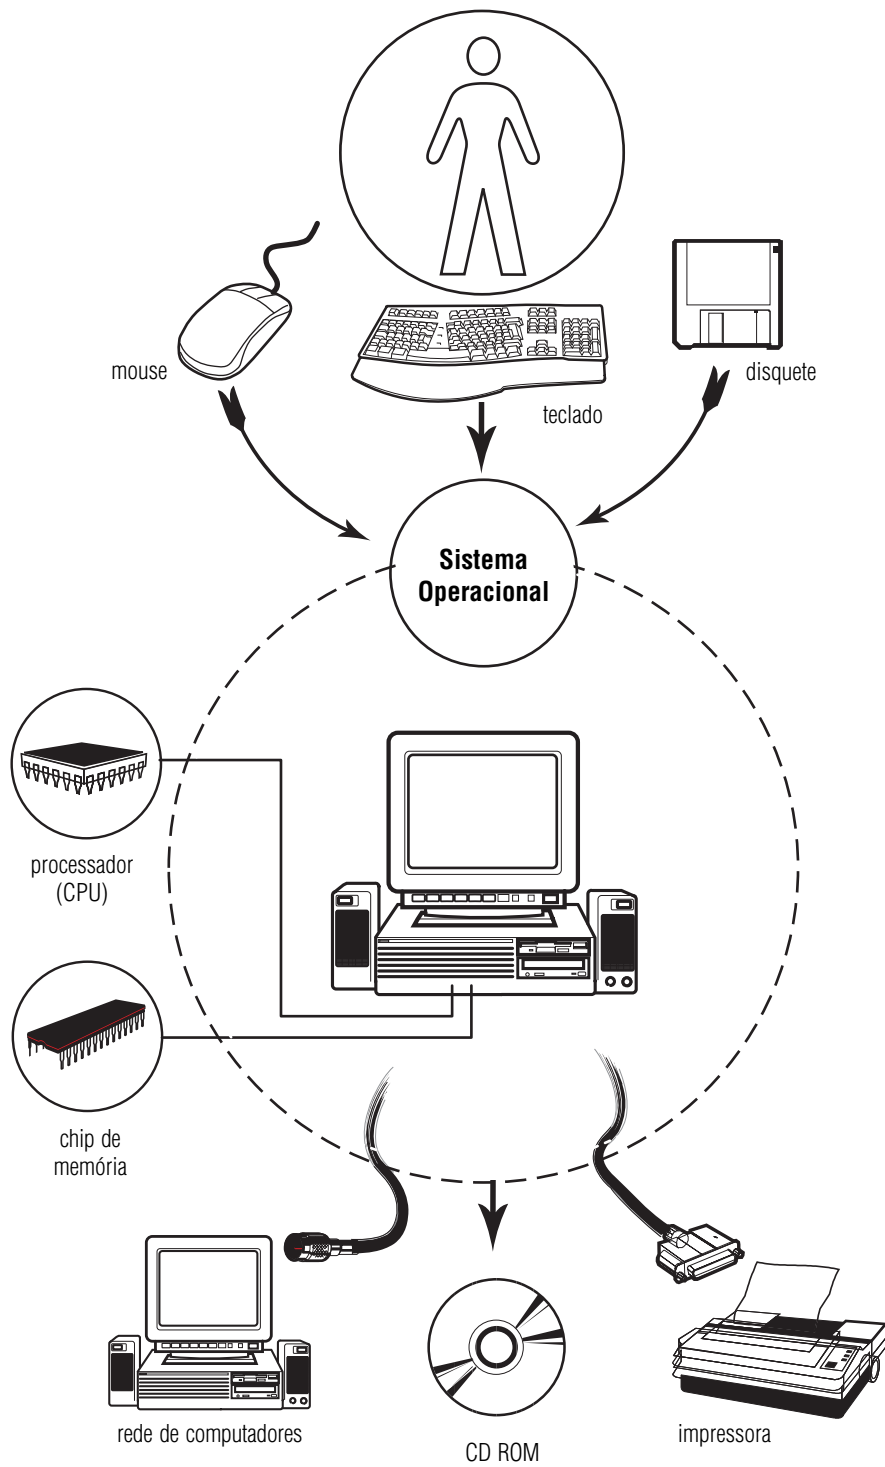 mouse
disquete
teclado
Sistema
Operacional
processador
(CPU)
chip de
memória
rede de computadores
CD ROM
impressora